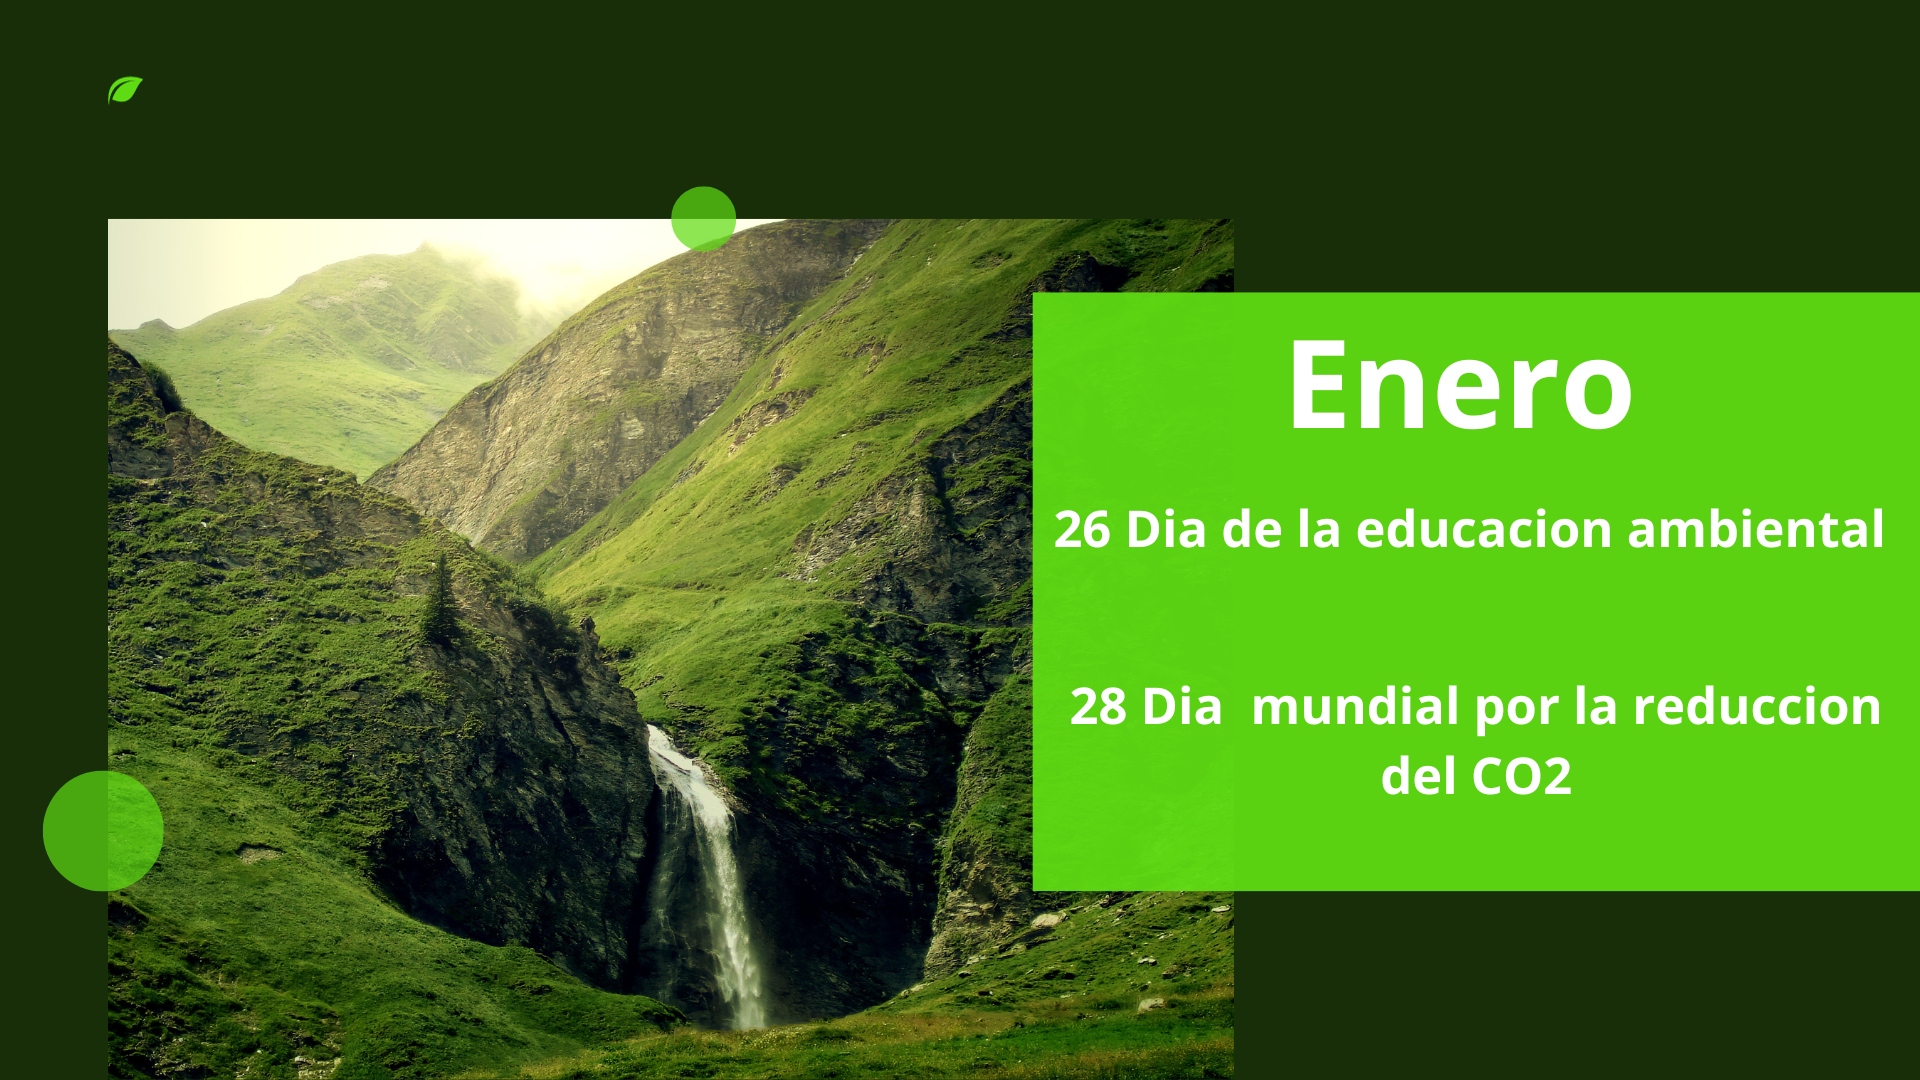 Enero
26 Dia de la educacion ambiental
28 Dia  mundial por la reduccion
del CO2